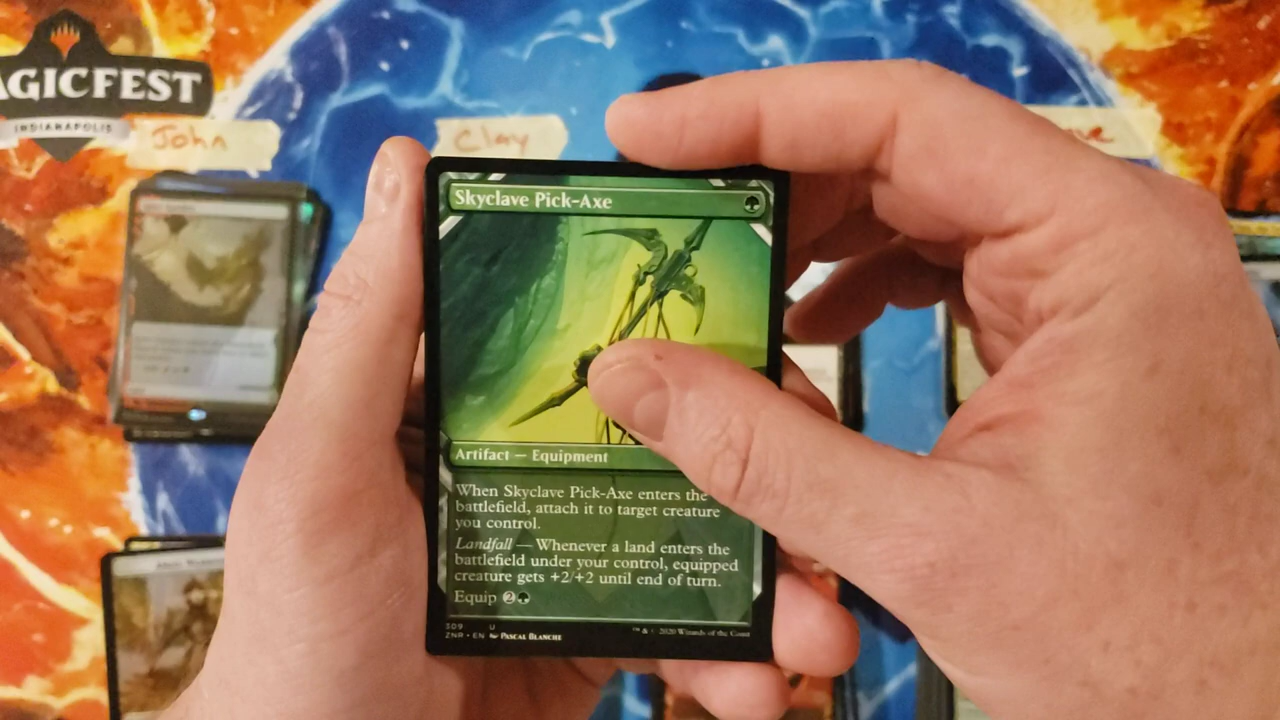 AGICFEST
INDIANAPOLIS
John
Clay
Skyclave Pick-Axe
Artifact — Equipment
When Skyclave Pick-Axe enters the
battlefield, attach it to target creature
you control.
Landfall — Whenever a land enters the
battlefield under your control, equipped
creature gets +2/+2 until end of turn.
Equip 2
309 U
ZNR • EN PASCAL BLANCHE
™ & © 2020 Wizards of the Coast